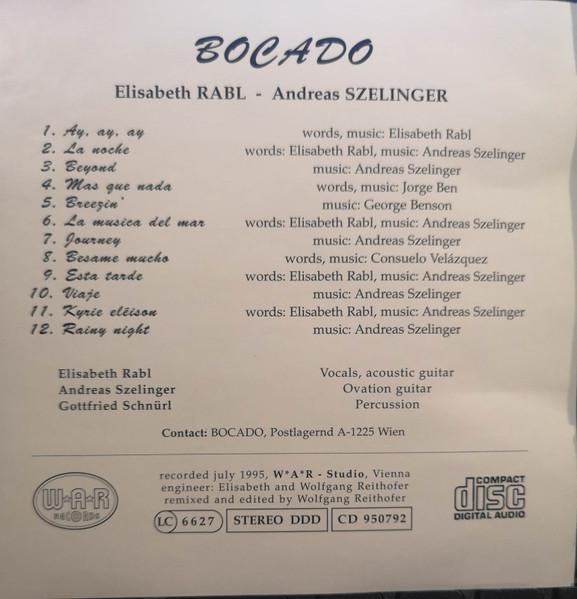 BOCADO
Elisabeth RABL - Andreas SZELINGER
1. Ay, ay, ay words, music: Elisabeth Rabl
2. La noche words: Elisabeth Rabl, music: Andreas Szelinger
3. Beyond music: Andreas Szelinger
4. Mas que nada words, music: Jorge Ben
5. Breezin' music: George Benson
6. La musica del mar words: Elisabeth Rabl, music: Andreas Szelinger
7. Journey music: Andreas Szelinger
8. Besame mucho words, music: Consuelo Velázquez
9. Esta tarde words: Elisabeth Rabl, music: Andreas Szelinger
10. Viaje music: Andreas Szelinger
11. Kyrie elëison words: Elisabeth Rabl, music: Andreas Szelinger
12. Rainy night music: Andreas Szelinger
Elisabeth Rabl Vocals, acoustic guitar
Andreas Szelinger Ovation guitar
Gottfried Schnürl Percussion
Contact: BOCADO, Postlagernd A-1225 Wien
recorded july 1995, W*A*R - Studio, Vienna
engineer: Elisabeth and Wolfgang Reithofer
remixed and edited by Wolfgang Reithofer
W*A*R
RECORDS
LC 6627 STEREO DDD CD 950792
COMPACT
disc
DIGITAL AUDIO